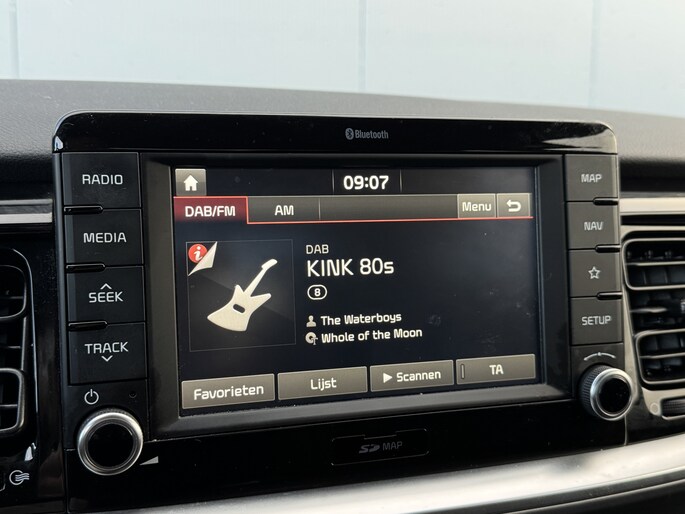 Bluetooth
RADIO
MEDIA
SEEK
TRACK
09:07
DAB/FM
AM
Menu
i
DAB
KINK 80s
8
The Waterboys
Whole of the Moon
Favorieten
Lijst
Scannen
TA
MAP
NAV
SETUP
SD MAP